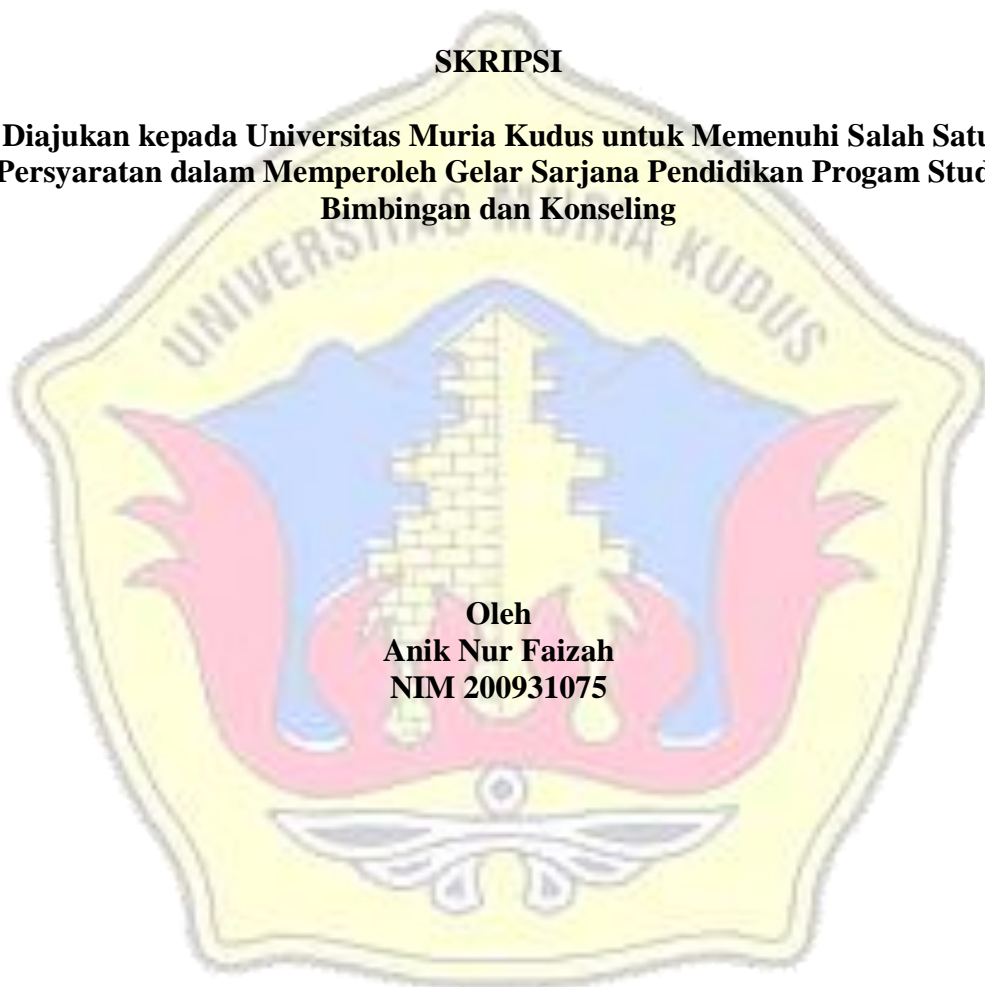 SKRIPSI
Diajukan kepada Universitas Muria Kudus untuk Memenuhi Salah Satu
Persyaratan dalam Memperoleh Gelar Sarjana Pendidikan Progam Stud
Bimbingan dan Konseling
UNIVERSITAS MURIA KUDUS
Oleh
Anik Nur Faizah
NIM 200931075